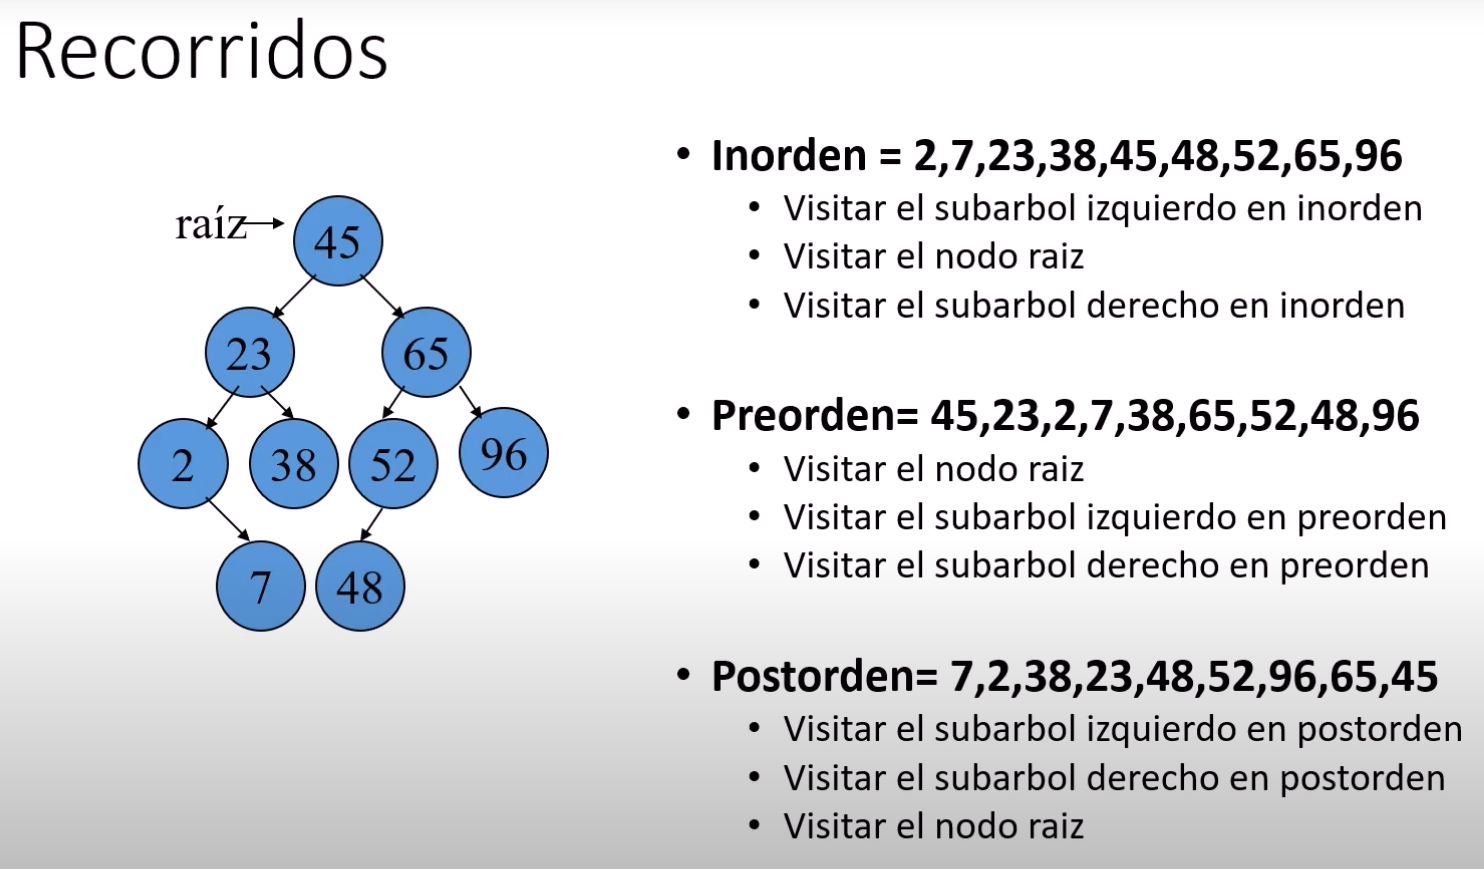 Recorridos
raíz
45
23
65
2
38
52
96
7
48
• Inorden = 2,7,23,38,45,48,52,65,96
• Visitar el subarbol izquierdo en inorden
• Visitar el nodo raiz
• Visitar el subarbol derecho en inorden
• Preorden= 45,23,2,7,38,65,52,48,96
• Visitar el nodo raiz
• Visitar el subarbol izquierdo en preorden
• Visitar el subarbol derecho en preorden
• Postorden= 7,2,38,23,48,52,96,65,45
• Visitar el subarbol izquierdo en postorden
• Visitar el subarbol derecho en postorden
• Visitar el nodo raiz